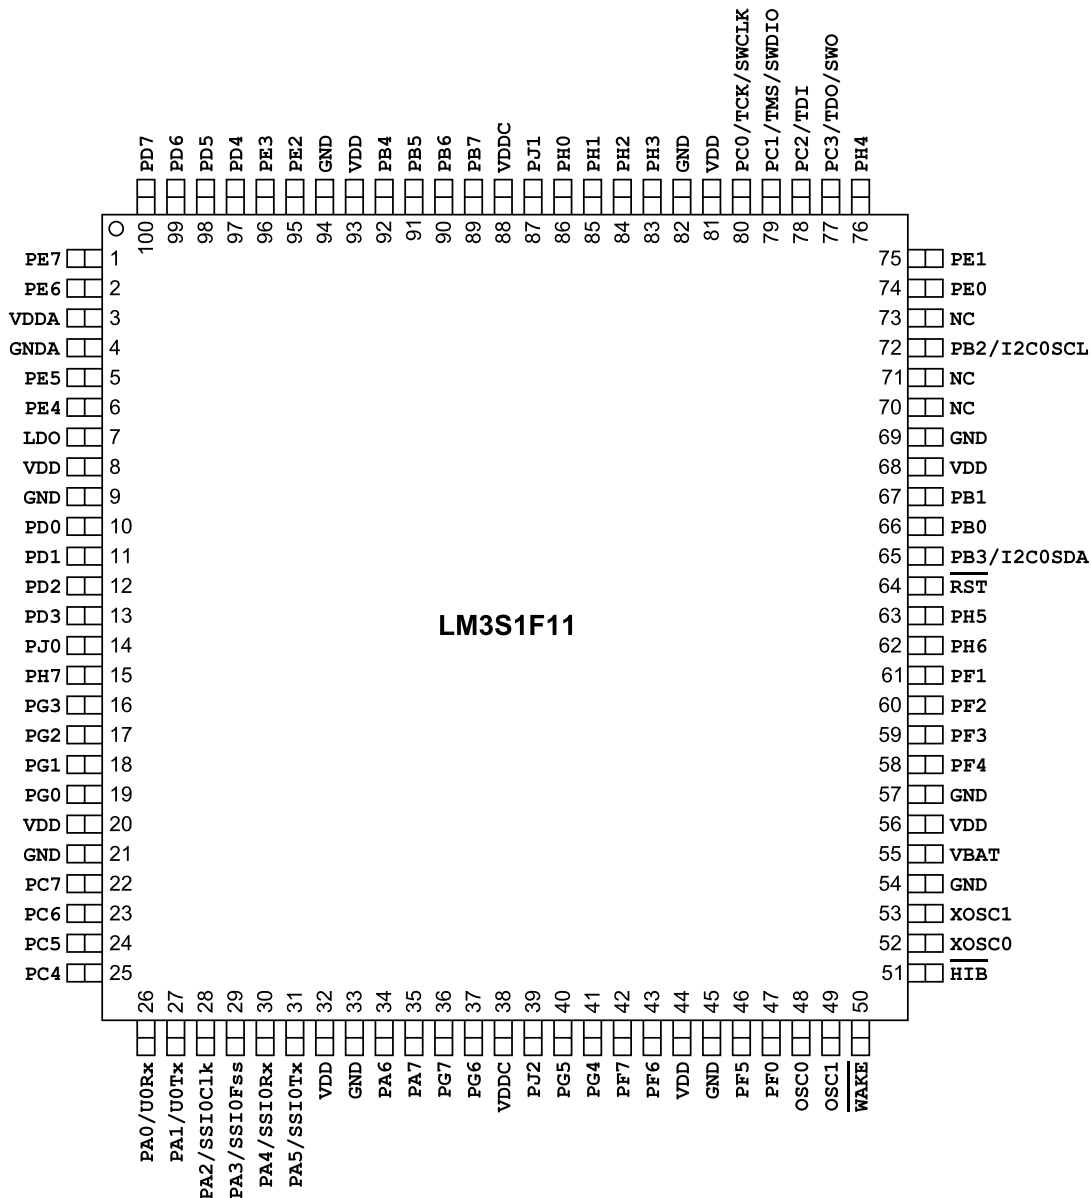 PD7 PD6 PD5 PD4 PE3 PE2 GND VDD PB4 PB5 PB6 PB7 VDDC PJ1 PH0 PH1 PH2 PH3 GND VDD PC0/TCK/SWCLK PC1/TMS/SWDIO PC2/TDI PC3/TDO/SWO PH4
100 99 98 97 96 95 94 93 92 91 90 89 88 87 86 85 84 83 82 81 80 79 78 77 76
PE7 1 75 PE1
PE6 2 74 PE0
VDDA 3 73 NC
GNDA 4 72 PB2/I2C0SCL
PE5 5 71 NC
PE4 6 70 NC
LDO 7 69 GND
VDD 8 68 VDD
GND 9 67 PB1
PD0 10 66 PB0
PD1 11 65 PB3/I2C0SDA
PD2 12 64 RST
PD3 13 63 PH5
LM3S1F11
PJ0 14 62 PH6
PH7 15 61 PF1
PG3 16 60 PF2
PG2 17 59 PF3
PG1 18 58 PF4
PG0 19 57 GND
VDD 20 56 VDD
GND 21 55 VBAT
PC7 22 54 GND
PC6 23 53 XOSC1
PC5 24 52 XOSC0
PC4 25 51 HIB
26 27 28 29 30 31 32 33 34 35 36 37 38 39 40 41 42 43 44 45 46 47 48 49 50
PA0/U0Rx PA1/U0Tx PA2/SSI0Clk PA3/SSI0Fss PA4/SSI0Rx PA5/SSI0Tx VDD GND PA6 PA7 PG7 PG6 VDDC PJ2 PG5 PG4 PF7 PF6 VDD GND PF5 PF0 OSC0 OSC1 WAKE